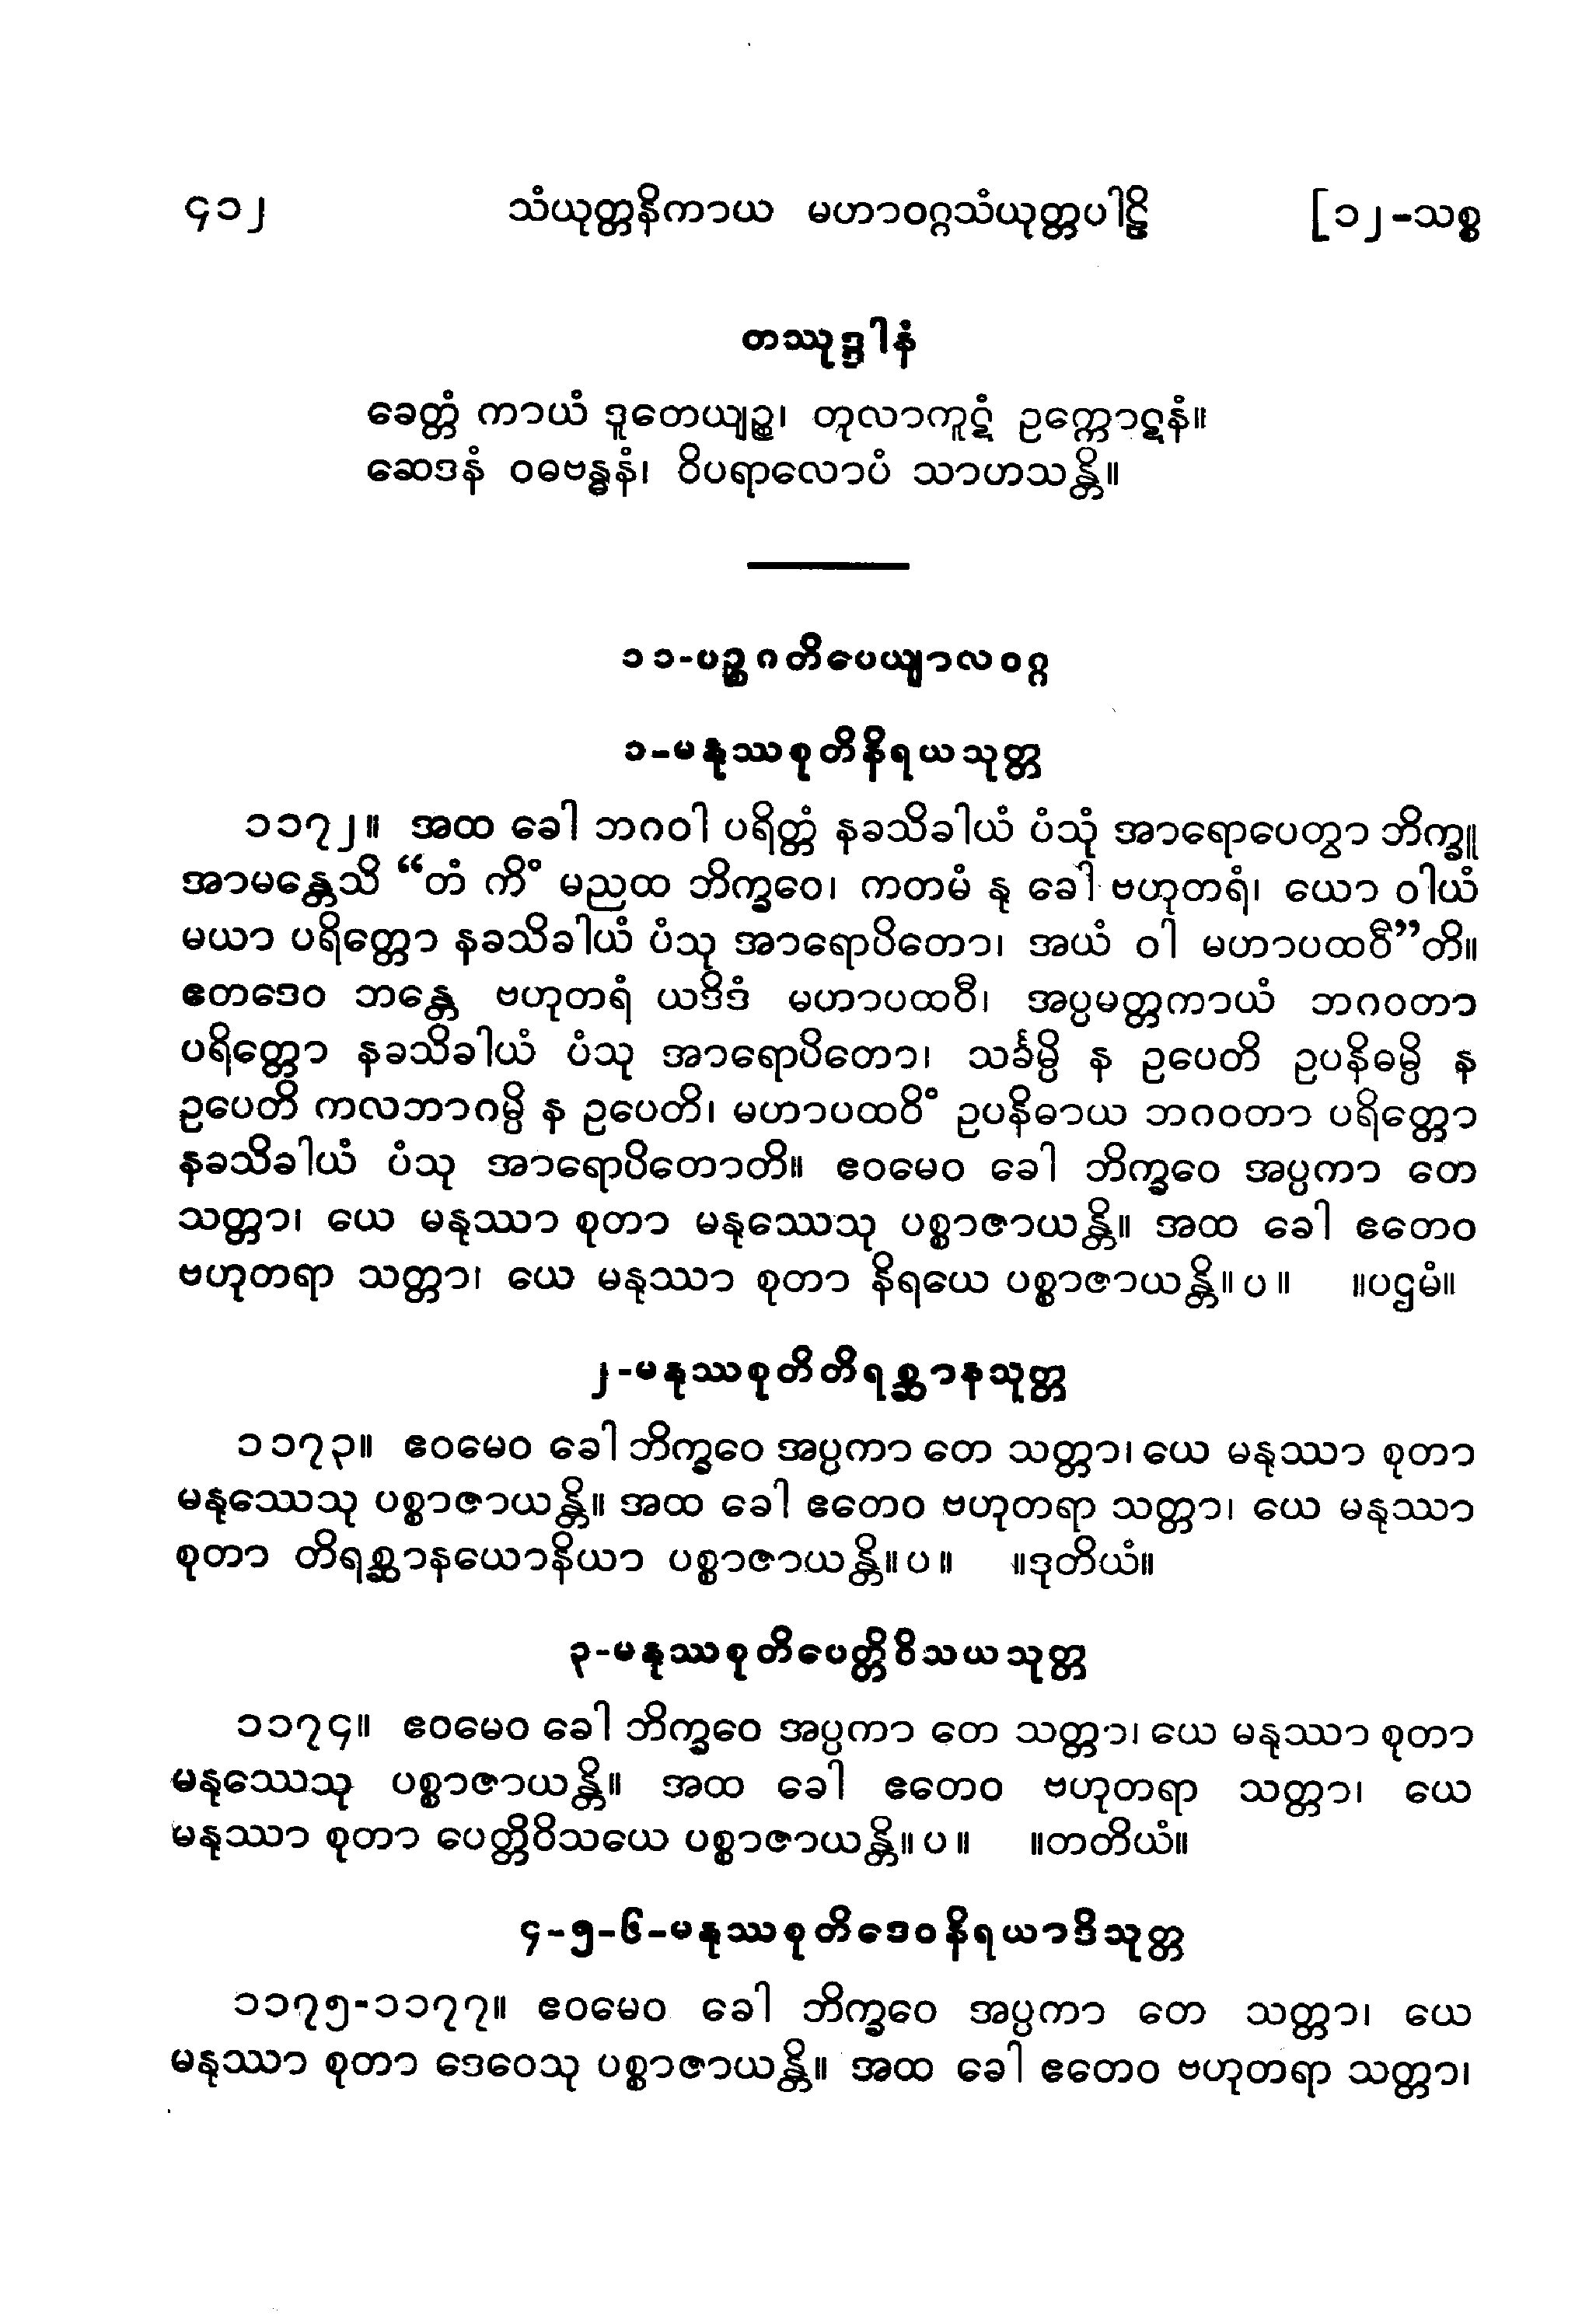 ၄၁၂ သံယုတ္တနိကာယ မဟာဝဂ္ဂသံယုတ္တပါဠိ [၁၂-သစ္စ
တဿုဒ္ဒါနံ
ခေတ္တံ ကာယံ ဒူတေယျဉ္စ၊ တုလာကူဋံ ဥက္ကောဋနံ။
ဆေဒနံ ဝဓဗန္ဓနံ၊ ဝိပရာလောပံ သာဟသန္တိ။
၁၁-ပဉ္စဂတိပေယျာလဝဂ္ဂ
၁-မနုဿစုတိနိရယသုတ္တ
၁၁၇၂။ အထ ခေါ ဘဂဝါ ပရိတ္တံ နခသိခါယံ ပံသုံ အာရောပေတွာ ဘိက္ခူ
အာမန္တေသိ “တံ ကိံ မညထ ဘိက္ခဝေ၊ ကတမံ နု ခေါ ဗဟုတရံ၊ ယော ဝါယံ
မယာ ပရိတ္တော နခသိခါယံ ပံသု အာရောပိတော၊ အယံ ဝါ မဟာပထဝီ”တိ။
ဧတဒေဝ ဘန္တေ ဗဟုတရံ ယဒိဒံ မဟာပထဝီ၊ အပ္ပမတ္တကာယံ ဘဂဝတာ
ပရိတ္တော နခသိခါယံ ပံသု အာရောပိတော၊ သင်္ခမ္ပိ န ဥပေတိ ဥပနိဓမ္ပိ န
ဥပေတိ ကလဘာဂမ္ပိ န ဥပေတိ၊ မဟာပထဝိံ ဥပနိဓာယ ဘဂဝတာ ပရိတ္တော
နခသိခါယံ ပံသု အာရောပိတောတိ။ ဧဝမေဝ ခေါ ဘိက္ခဝေ အပ္ပကာ တေ
သတ္တာ၊ ယေ မနုဿာ စုတာ မနုဿေသု ပစ္စာဇာယန္တိ။ အထ ခေါ ဧတေဝ
ဗဟုတရာ သတ္တာ၊ ယေ မနုဿာ စုတာ နိရယေ ပစ္စာဇာယန္တိ။ ပ ။ ။ပဌမံ။
၂-မနုဿစုတိတိရစ္ဆာနသုတ္တ
၁၁၇၃။ ဧဝမေဝ ခေါ ဘိက္ခဝေ အပ္ပကာ တေ သတ္တာ၊ ယေ မနုဿာ စုတာ
မနုဿေသု ပစ္စာဇာယန္တိ။ အထ ခေါ ဧတေဝ ဗဟုတရာ သတ္တာ၊ ယေ မနုဿာ
စုတာ တိရစ္ဆာနယောနိယာ ပစ္စာဇာယန္တိ။ ပ ။ ။ဒုတိယံ။
၃-မနုဿစုတိပေတ္တိဝိသယသုတ္တ
၁၁၇၄။ ဧဝမေဝ ခေါ ဘိက္ခဝေ အပ္ပကာ တေ သတ္တာ၊ ယေ မနုဿာ စုတာ
မနုဿေသု ပစ္စာဇာယန္တိ။ အထ ခေါ ဧတေဝ ဗဟုတရာ သတ္တာ၊ ယေ
မနုဿာ စုတာ ပေတ္တိဝိသယေ ပစ္စာဇာယန္တိ။ ပ ။ ။တတိယံ။
၄-၅-၆-မနုဿစုတိဒေဝနိရယာဒိသုတ္တ
၁၁၇၅-၁၁၇၇။ ဧဝမေဝ ခေါ ဘိက္ခဝေ အပ္ပကာ တေ သတ္တာ၊ ယေ
မနုဿာ စုတာ ဒေဝေသု ပစ္စာဇာယန္တိ။ အထ ခေါ ဧတေဝ ဗဟုတရာ သတ္တာ၊